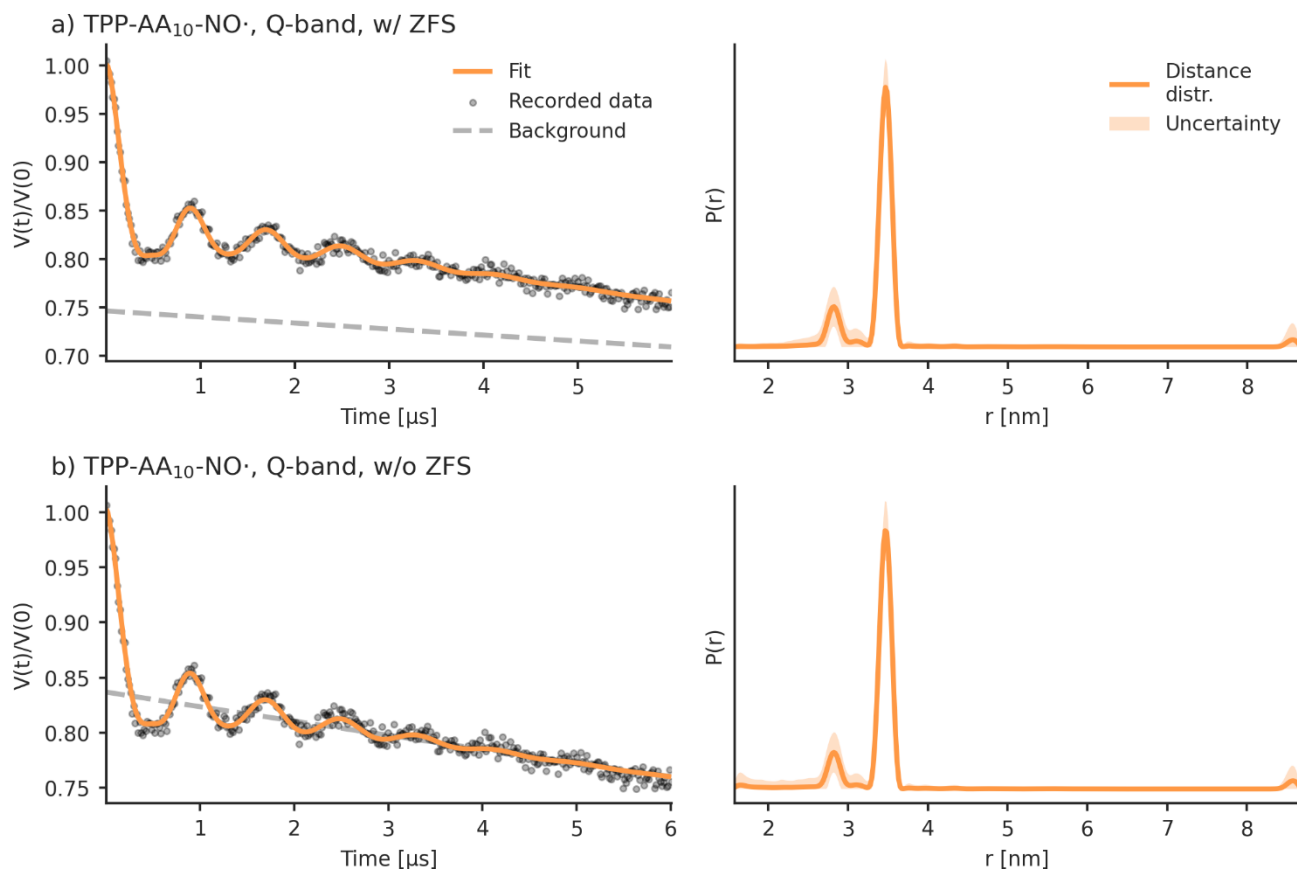 a) TPP-AA₁₀-NO·, Q-band, w/ ZFS
V(t)/V(0)
1.00
0.95
0.90
0.85
0.80
0.75
0.70
Fit
Recorded data
Background
1 2 3 4 5
Time [µs]
P(r)
Distance
distr.
Uncertainty
2 3 4 5 6 7 8
r [nm]
b) TPP-AA₁₀-NO·, Q-band, w/o ZFS
V(t)/V(0)
1.00
0.95
0.90
0.85
0.80
0.75
1 2 3 4 5 6
Time [µs]
P(r)
2 3 4 5 6 7 8
r [nm]